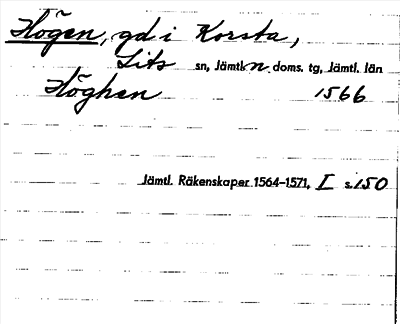 Högen, gd i Korsta,
Lits sn, Jämtl. n. doms. tg, Jämtl. län
Höghen 1566
Jämtl. Räkenskaper 1564-1571, I s. 150